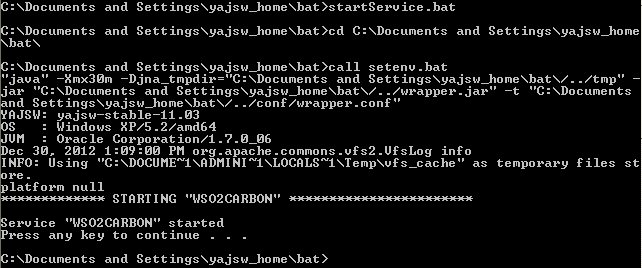 C:\Documents and Settings\yajsw_home\bat>startService.bat
C:\Documents and Settings\yajsw_home\bat>cd C:\Documents and Settings\yajsw_home
\bat\
C:\Documents and Settings\yajsw_home\bat>call setenv.bat
"java" -Xmx30m -Djna_tmpdir="C:\Documents and Settings\yajsw_home\bat\/../tmp" -
jar "C:\Documents and Settings\yajsw_home\bat\/../wrapper.jar" -t "C:\Documents
and Settings\yajsw_home\bat\/../conf/wrapper.conf"
YAJSW: yajsw-stable-11.03
OS   : Windows XP/5.2/amd64
JVM  : Oracle Corporation/1.7.0_06
Dec 30, 2012 1:09:00 PM org.apache.commons.vfs2.VfsLog info
INFO: Using "C:\DOCUME~1\ADMINI~1\LOCALS~1\Temp\vfs_cache" as temporary files st
ore.
platform null
************* STARTING "WSO2CARBON" ***********************
Service "WSO2CARBON" started
Press any key to continue . . .
C:\Documents and Settings\yajsw_home\bat>